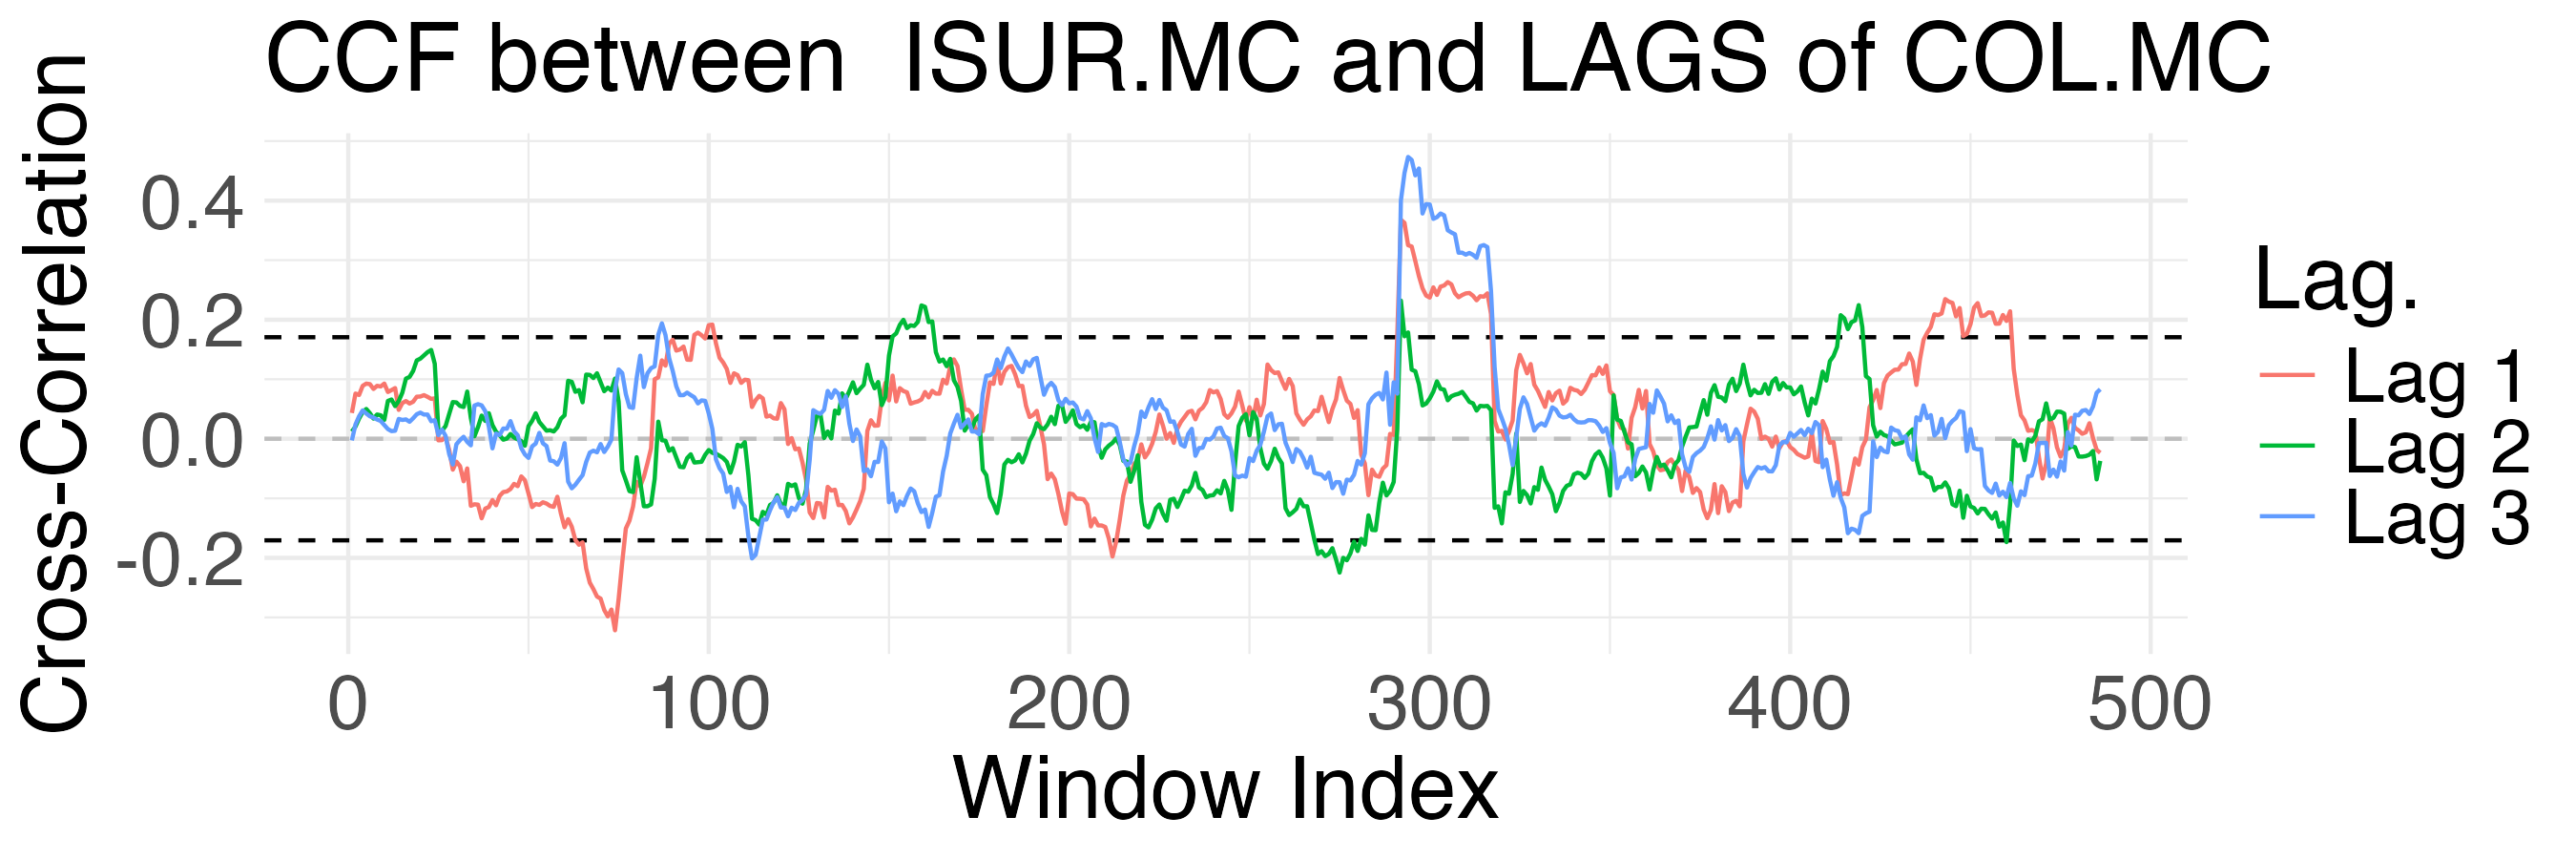 CCF between  ISUR.MC and LAGS of COL.MC
Cross-Correlation
0.4
0.2
0.0
-0.2
0
100
200
300
400
500
Window Index
Lag.
Lag 1
Lag 2
Lag 3